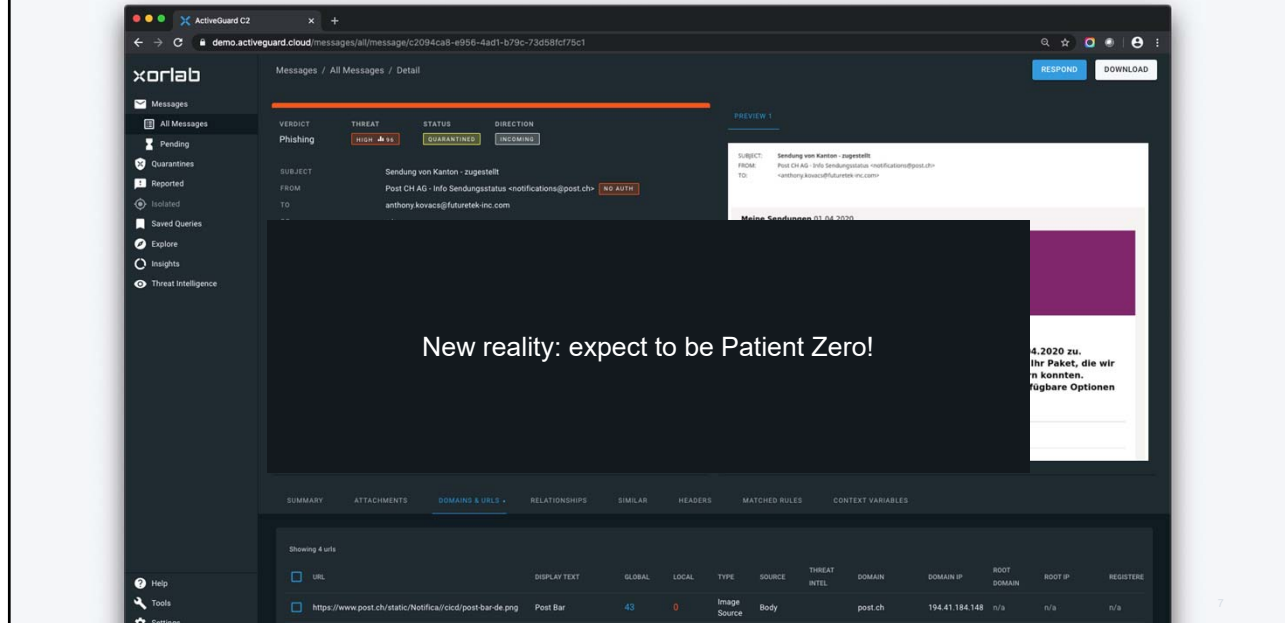 ActiveGuard C2
demo.activeguard.cloud/messages/all/message/c2094ca8-e956-4ad1-b79c-73d58fcf75c1
xorlab
Messages / All Messages / Detail
RESPOND
DOWNLOAD
Messages
All Messages
Pending
Quarantines
Reported
Isolated
Saved Queries
Explore
Insights
Threat Intelligence
VERDICT THREAT STATUS DIRECTION
Phishing HIGH 96 QUARANTINED INCOMING
SUBJECT Sendung von Kanton - zugestellt
FROM Post CH AG - Info Sendungsstatus <notifications@post.ch> NO AUTH
TO anthony.kovacs@futuretek-inc.com
PREVIEW 1
SUBJECT: Sendung von Kanton - zugestellt
FROM: Post CH AG - Info Sendungsstatus <notifications@post.ch>
TO: <anthony.kovacs@futuretek-inc.com>
Meine Sendungen 01.04.2020
New reality: expect to be Patient Zero!
4.2020 zu.
Ihr Paket, die wir
n konnten.
fügbare Optionen
SUMMARY ATTACHMENTS DOMAINS & URLS RELATIONSHIPS SIMILAR HEADERS MATCHED RULES CONTEXT VARIABLES
Showing 4 urls
URL DISPLAY TEXT GLOBAL LOCAL TYPE SOURCE THREAT INTEL DOMAIN DOMAIN IP ROOT DOMAIN ROOT IP REGISTERE
https://www.post.ch/static/Notifica//cicd/post-bar-de.png Post Bar 43 0 Image Source Body post.ch 194.41.184.148 n/a n/a n/a
Help
Tools
Settings
7